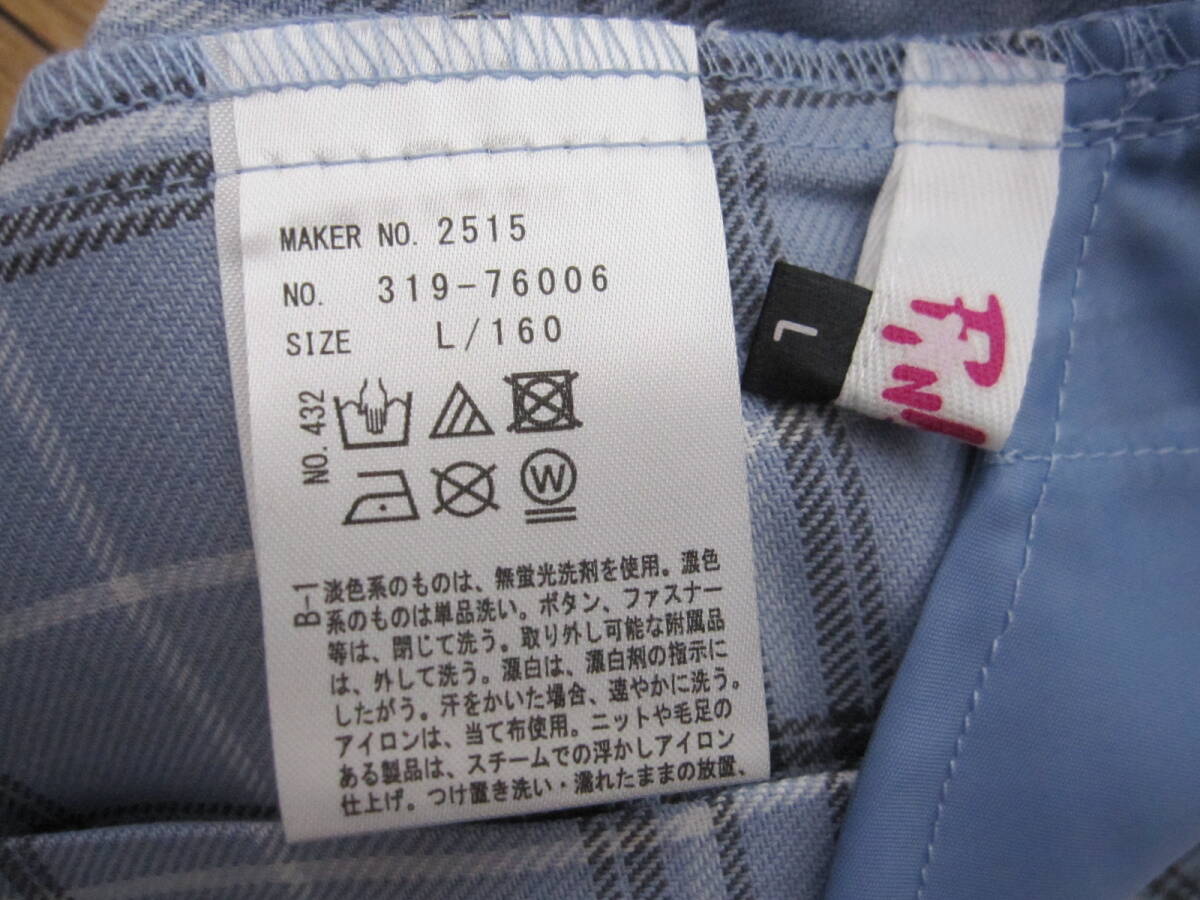 MAKER NO. 2515
NO. 319-76006
SIZE L/160
NO.432
W
B-1
淡色系のものは、無蛍光洗剤を使用。濃色
系のものは単品洗い。ボタン、ファスナー
等は、閉じて洗う。取り外し可能な附属品
は、外して洗う。漂白は、漂白剤の指示に
したがう。汗をかいた場合、速やかに洗う。
アイロンは、当て布使用。ニットや毛足の
ある製品は、スチームでの浮かしアイロン
仕上げ。つけ置き洗い・濡れたままの放置、
L